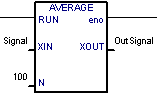 AVERAGE
RUN eno
Signal XIN XOUT Out Signal
100 N